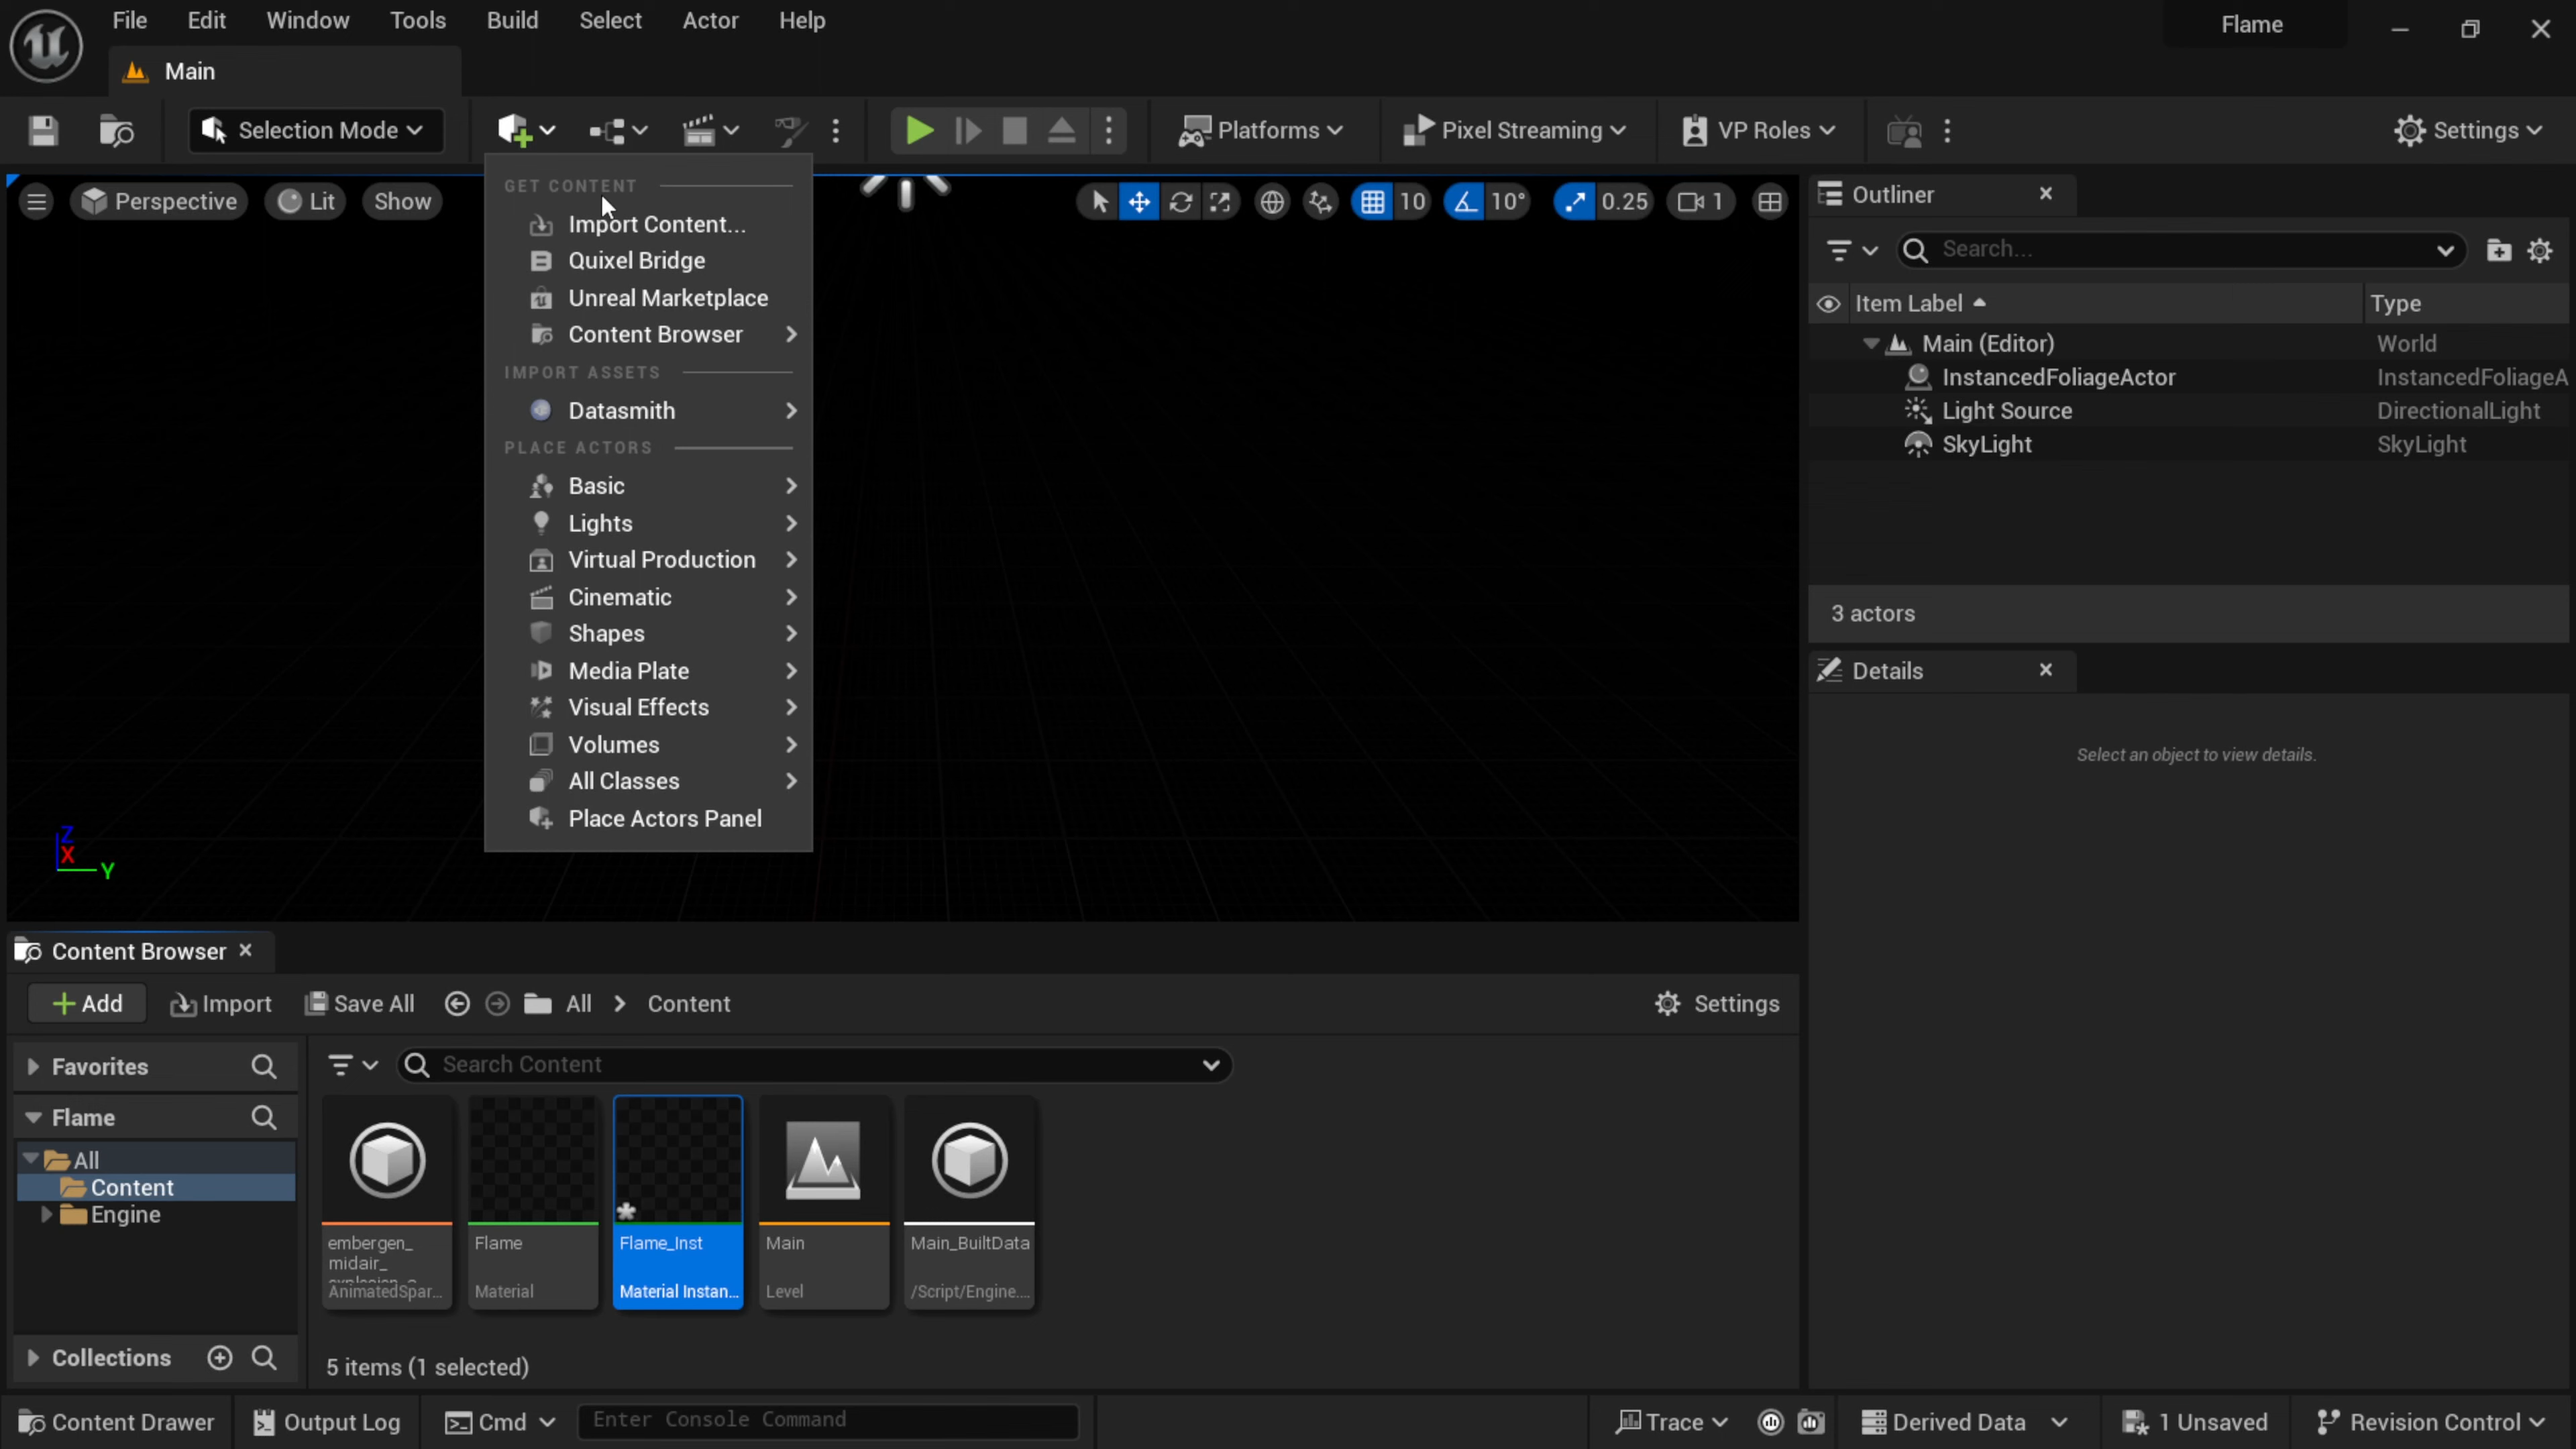 File Edit Window Tools Build Select Actor Help
Flame
Main
Selection Mode
Platforms
Pixel Streaming
VP Roles
Settings
Perspective
Lit
Show
10
10°
0.25
1
GET CONTENT
Import Content...
Quixel Bridge
Unreal Marketplace
Content Browser
IMPORT ASSETS
Datasmith
PLACE ACTORS
Basic
Lights
Virtual Production
Cinematic
Shapes
Media Plate
Visual Effects
Volumes
All Classes
Place Actors Panel
Z
X
Y
Outliner
Search...
Item Label Type
Main (Editor) World
InstancedFoliageActor InstancedFoliageA
Light Source DirectionalLight
SkyLight SkyLight
3 actors
Details
Select an object to view details.
Content Browser
Add
Import
Save All
All
Content
Settings
Favorites
Search Content
Flame
All
Content
Engine
Collections
embergen_
midair_
AnimatedSpar...
Flame
Material
Flame_Inst
Material Instan...
Main
Level
Main_BuiltData
/Script/Engine....
5 items (1 selected)
Content Drawer
Output Log
Cmd
Enter Console Command
Trace
Derived Data
1 Unsaved
Revision Control